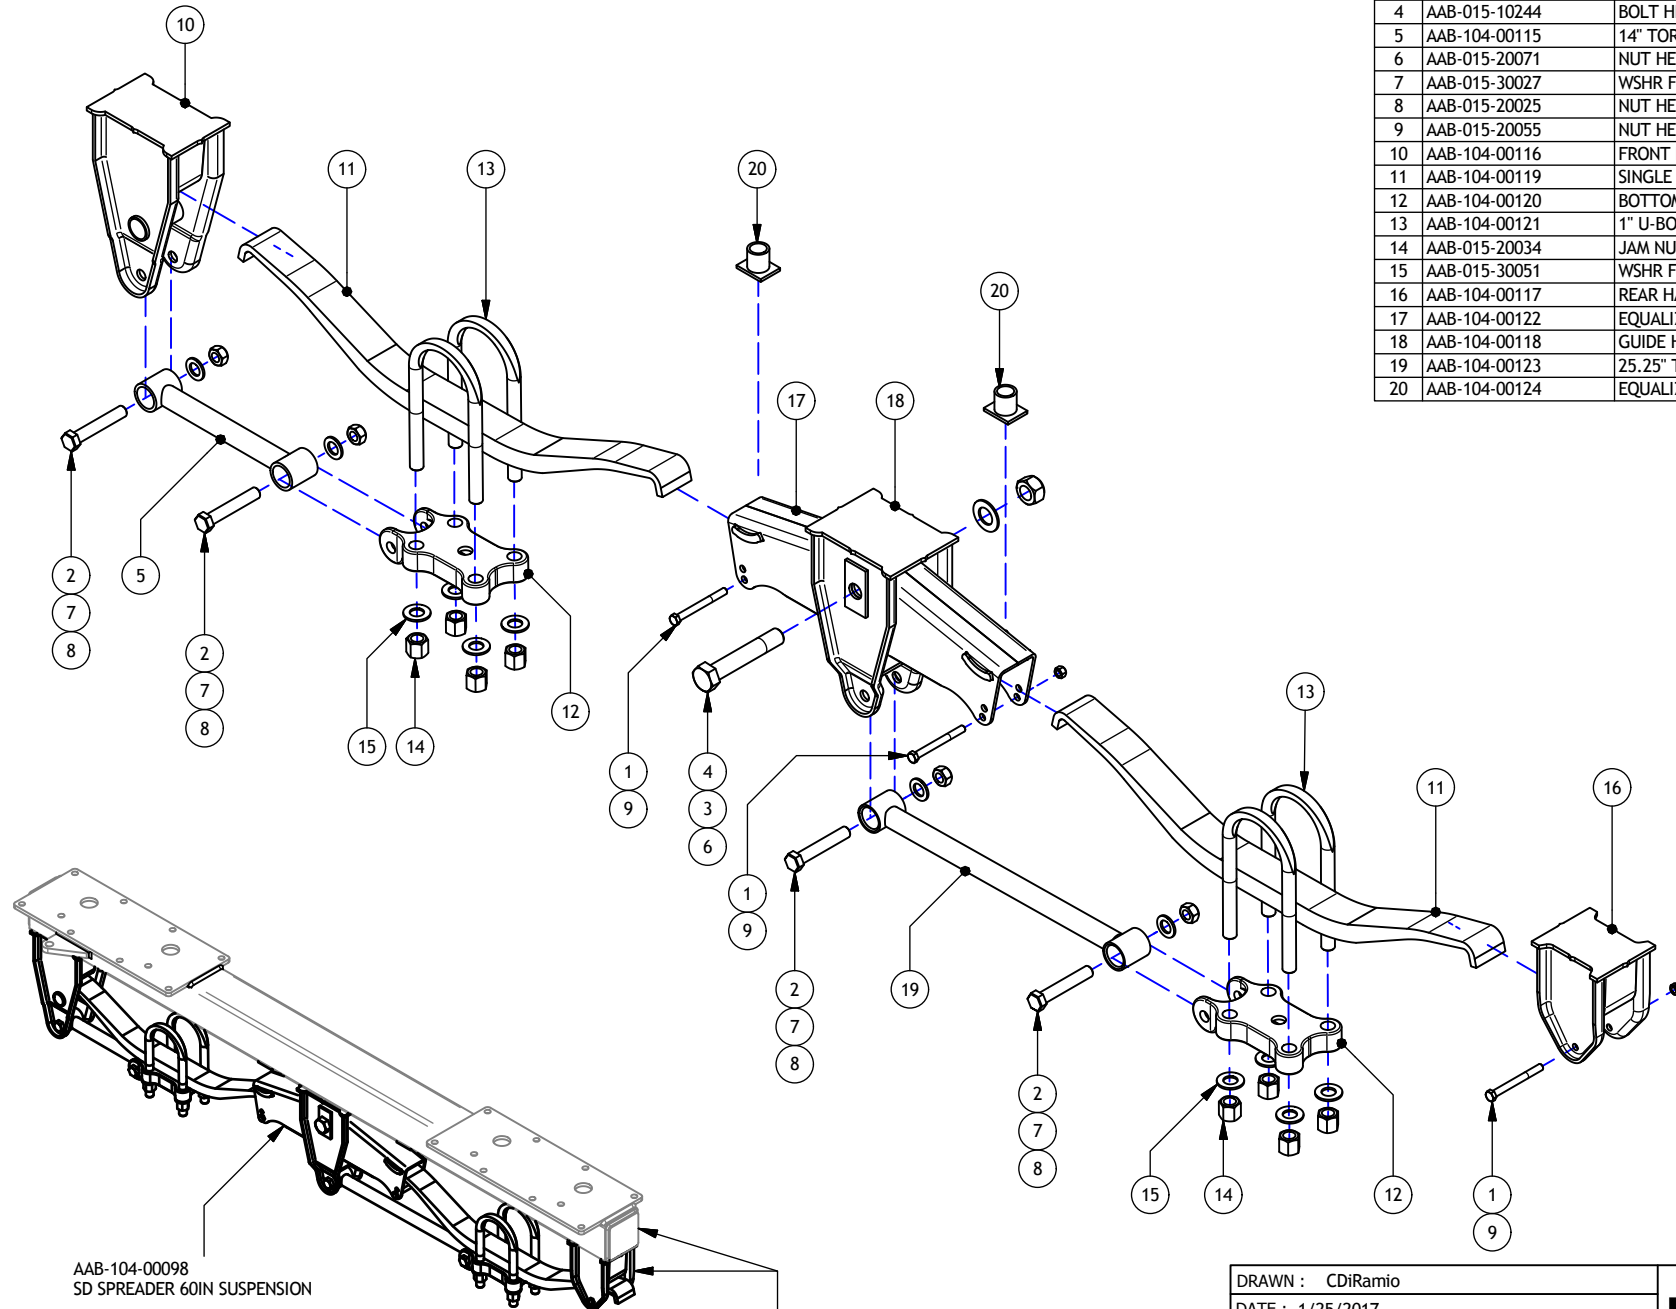 4 AAB-015-10244 BOLT H
5 AAB-104-00115 14" TOR
6 AAB-015-20071 NUT HE
7 AAB-015-30027 WSHR F
8 AAB-015-20025 NUT HE
9 AAB-015-20055 NUT HE
10 AAB-104-00116 FRONT
11 AAB-104-00119 SINGLE
12 AAB-104-00120 BOTTOM
13 AAB-104-00121 1" U-BO
14 AAB-015-20034 JAM NU
15 AAB-015-30051 WSHR F
16 AAB-104-00117 REAR HA
17 AAB-104-00122 EQUALI
18 AAB-104-00118 GUIDE H
19 AAB-104-00123 25.25" T
20 AAB-104-00124 EQUALI
10
11
13
20
20
17
18
2
7
8
5
2
7
8
15
14
12
1
9
4
3
6
1
9
13
11
16
2
7
8
19
2
7
8
15
14
12
1
9
AAB-104-00098
SD SPREADER 60IN SUSPENSION
DRAWN : CDiRamio
DATE : 1/25/2017